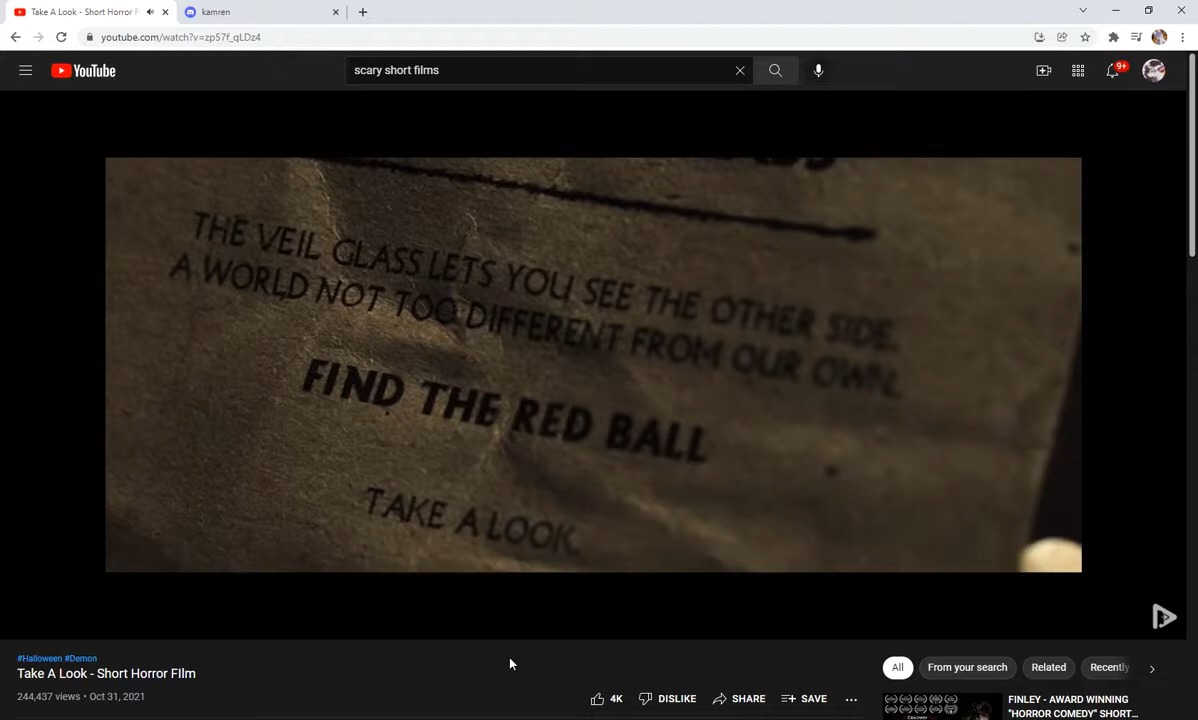 Take A Look - Short Horror F
kamren
youtube.com/watch?v=zp57f_qLDz4
YouTube
scary short films
9+
THE VEIL GLASS LETS YOU SEE THE OTHER SIDE.
A WORLD NOT TOO DIFFERENT FROM OUR OWN.
FIND THE RED BALL
TAKE A LOOK.
#Halloween #Demon
Take A Look - Short Horror FIlm
244,437 views • Oct 31, 2021
4K
DISLIKE
SHARE
SAVE
All
From your search
Related
Recently
FINLEY - AWARD WINNING
"HORROR COMEDY" SHORT...